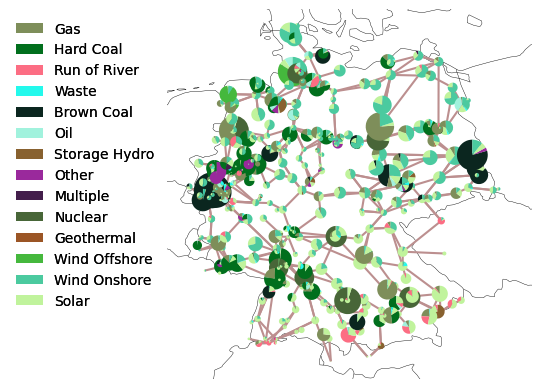 Gas
Hard Coal
Run of River
Waste
Brown Coal
Oil
Storage Hydro
Other
Multiple
Nuclear
Geothermal
Wind Offshore
Wind Onshore
Solar